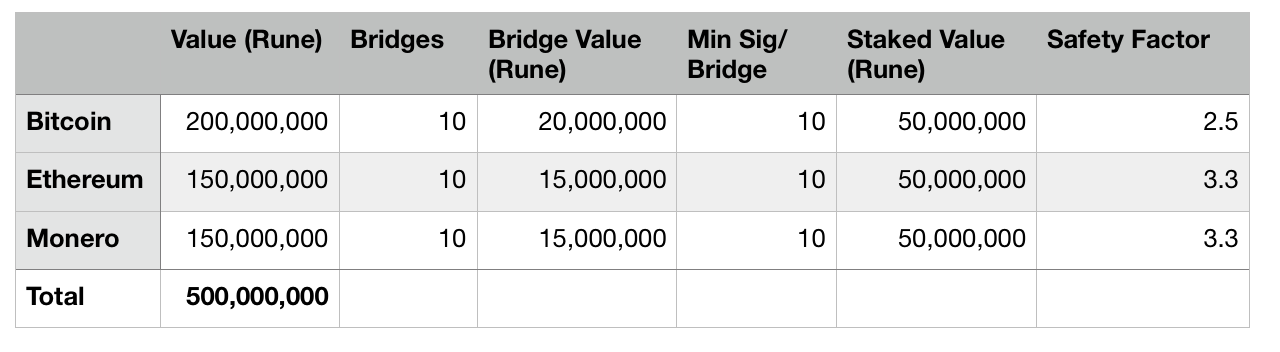 Value (Rune) Bridges Bridge Value (Rune) Min Sig/ Bridge Staked Value (Rune) Safety Factor
Bitcoin 200,000,000 10 20,000,000 10 50,000,000 2.5
Ethereum 150,000,000 10 15,000,000 10 50,000,000 3.3
Monero 150,000,000 10 15,000,000 10 50,000,000 3.3
Total 500,000,000